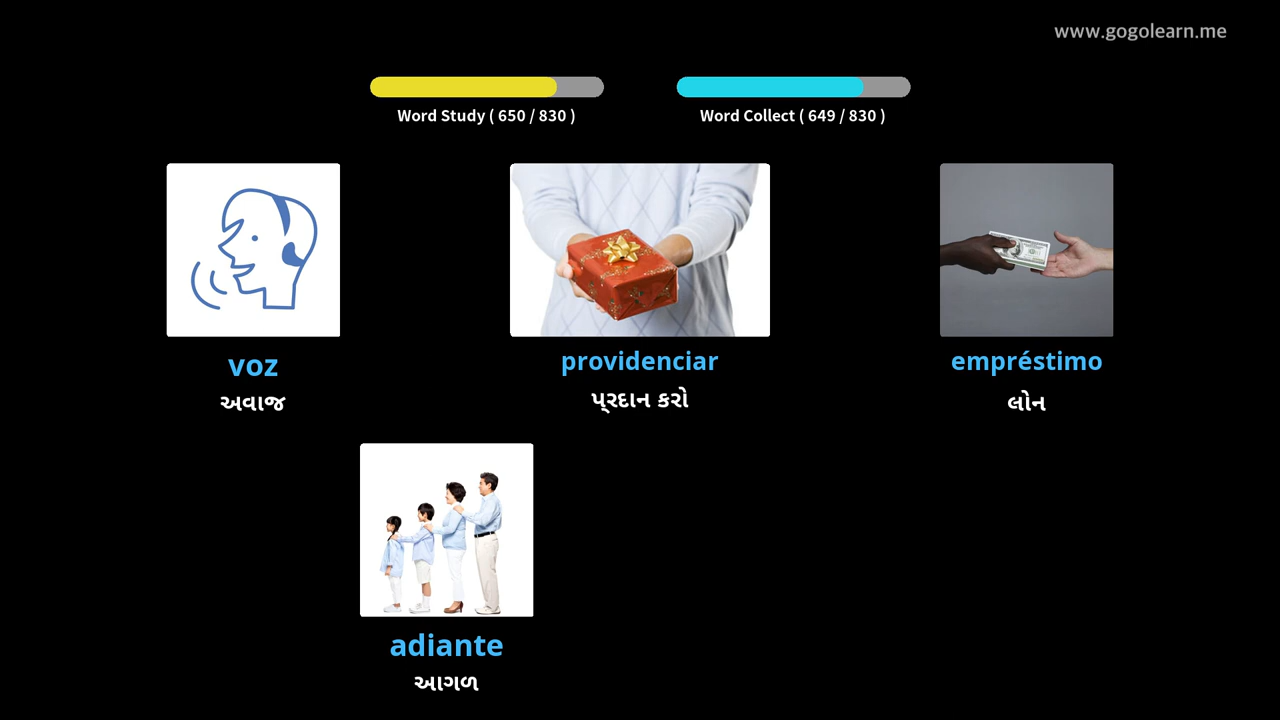 www.gogolearn.me
Word Study ( 650 / 830 )
Word Collect ( 649 / 830 )
voz
અવાજ
providenciar
પ્રદાન કરો
empréstimo
લોન
adiante
આગળ